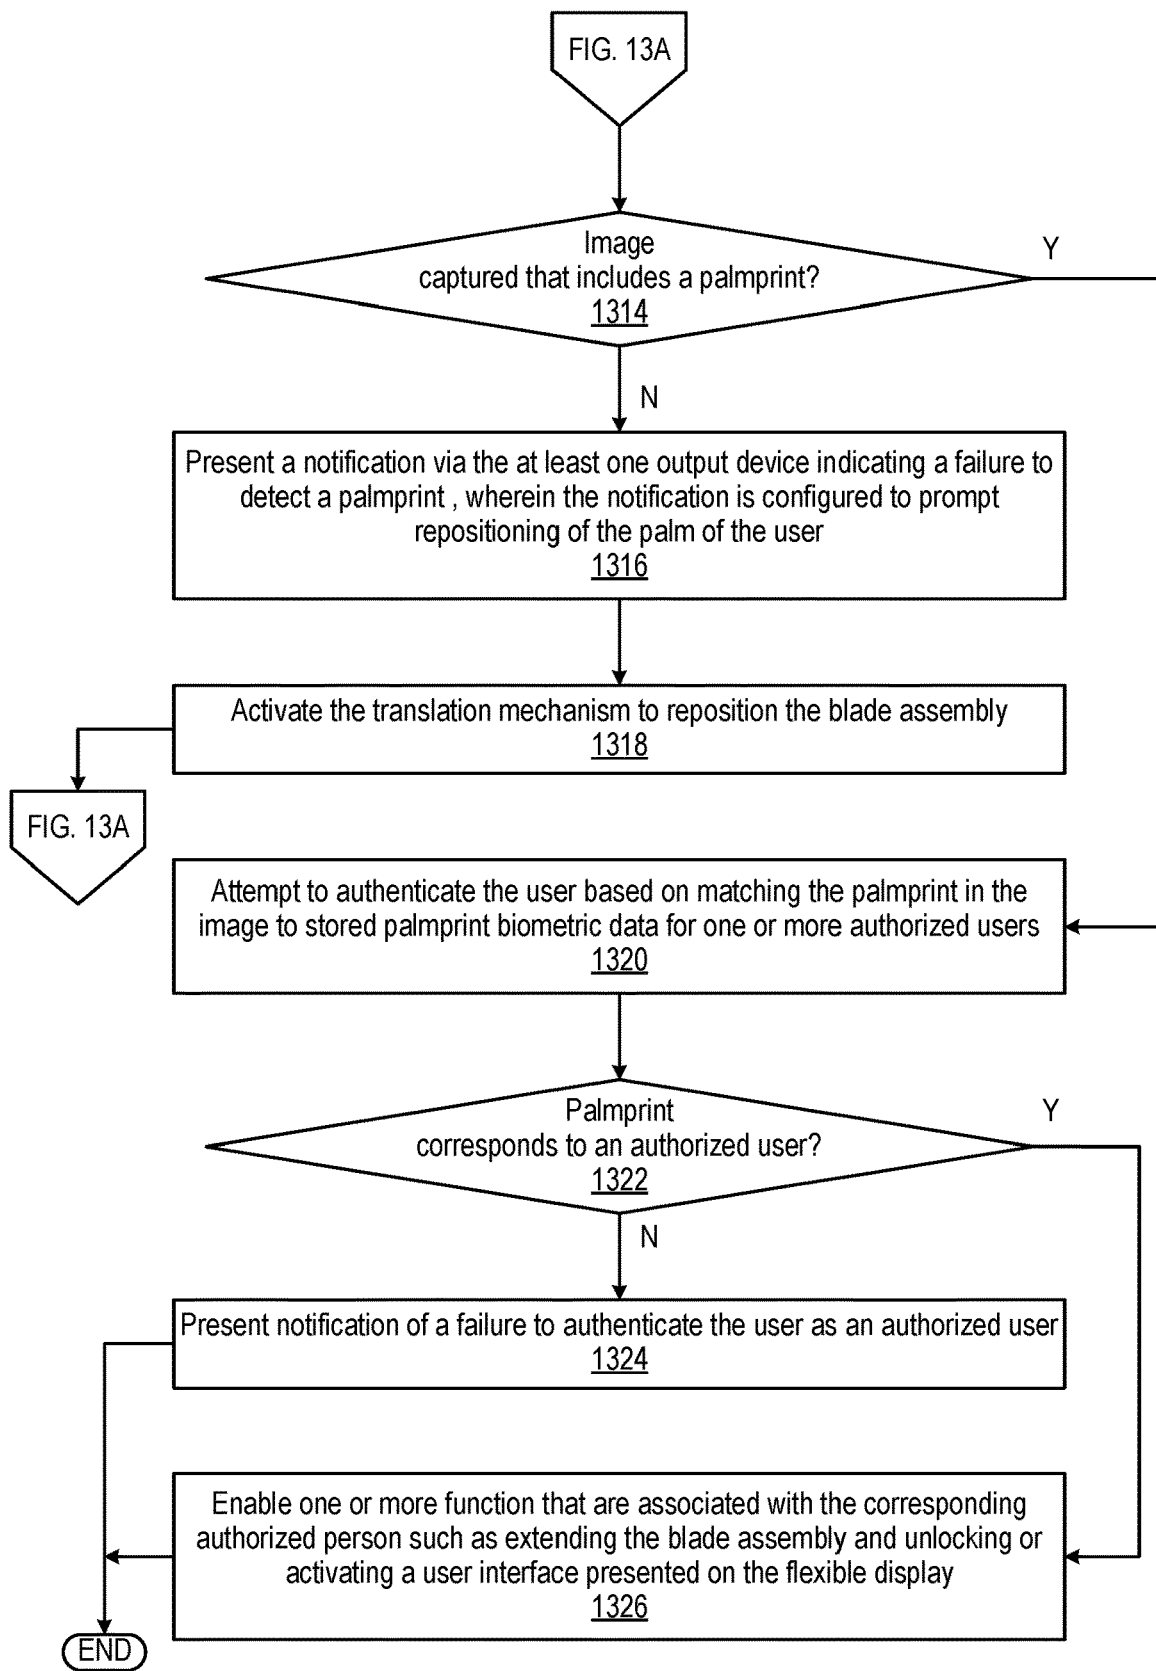 FIG. 13A
Image
captured that includes a palmprint?
1314
Y
N
Present a notification via the at least one output device indicating a failure to
detect a palmprint , wherein the notification is configured to prompt
repositioning of the palm of the user
1316
Activate the translation mechanism to reposition the blade assembly
1318
FIG. 13A
Attempt to authenticate the user based on matching the palmprint in the
image to stored palmprint biometric data for one or more authorized users
1320
Palmprint
corresponds to an authorized user?
1322
Y
N
Present notification of a failure to authenticate the user as an authorized user
1324
Enable one or more function that are associated with the corresponding
authorized person such as extending the blade assembly and unlocking or
activating a user interface presented on the flexible display
1326
END